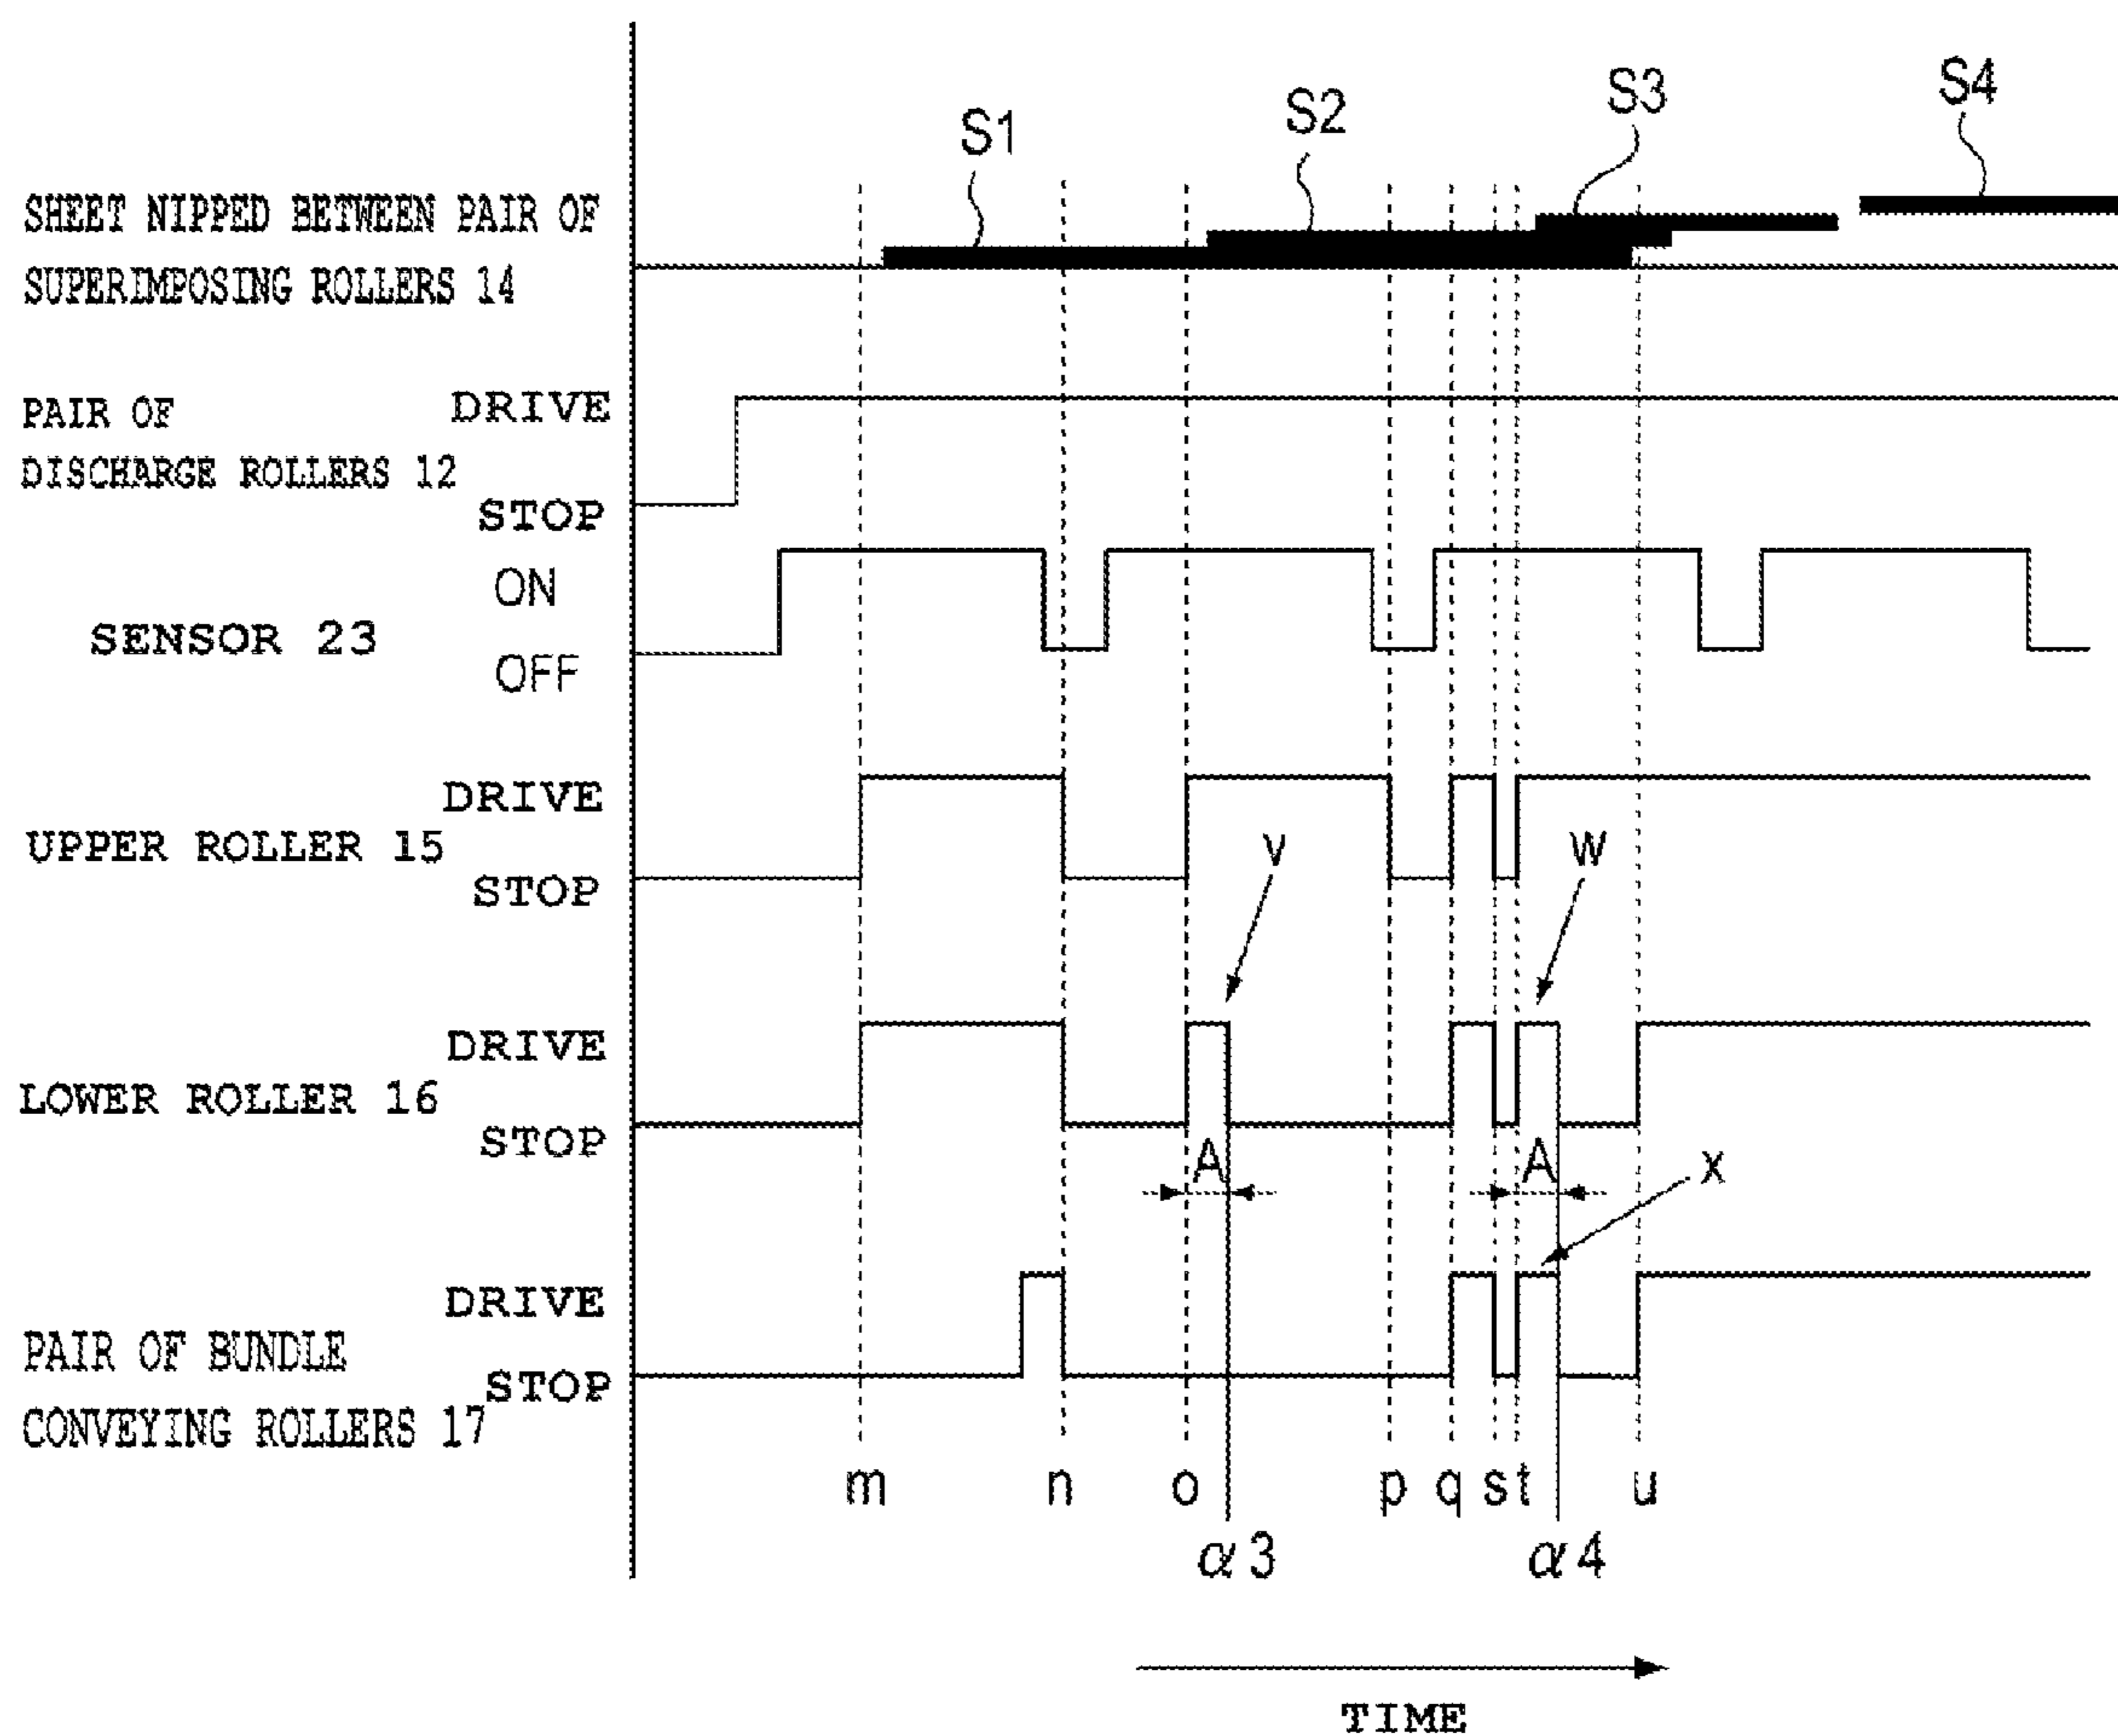 S1
S2
S3
S4
SHEET NIPPED BETWEEN PAIR OF
SUPERIMPOSING ROLLERS 14
PAIR OF
DISCHARGE ROLLERS 12
DRIVE
STOP
SENSOR 23
ON
OFF
UPPER ROLLER 15
DRIVE
STOP
v
w
LOWER ROLLER 16
DRIVE
STOP
A
A
x
PAIR OF BUNDLE
CONVEYING ROLLERS 17
DRIVE
STOP
m n o p q s t u
α3 α4
TIME